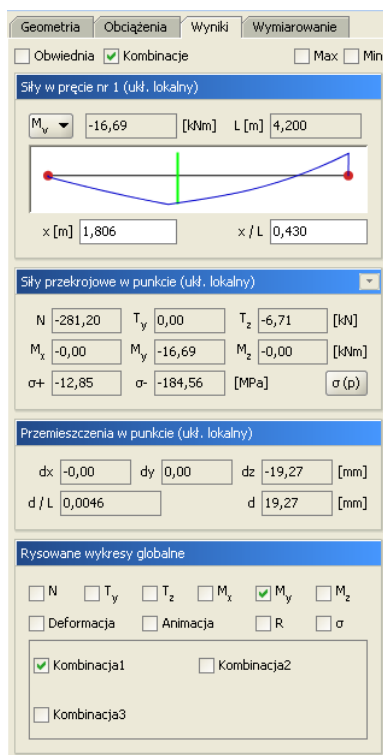 Geometria Obciążenia Wyniki Wymiarowanie
Obwiednia Kombinacje Max Min
Siły w pręcie nr 1 (ukł. lokalny)
My -16,69 [kNm] L [m] 4,200
x [m] 1,806 x / L 0,430
Siły przekrojowe w punkcie (ukł. lokalny)
N -281,20 Ty 0,00 Tz -6,71 [kN]
Mx -0,00 My -16,69 Mz -0,00 [kNm]
σ+ -12,85 σ- -184,56 [MPa] σ (p)
Przemieszczenia w punkcie (ukł. lokalny)
dx -0,00 dy 0,00 dz -19,27 [mm]
d / L 0,0046 d 19,27 [mm]
Rysowane wykresy globalne
N Ty Tz Mx My Mz
Deformacja Animacja R σ
Kombinacja1 Kombinacja2
Kombinacja3